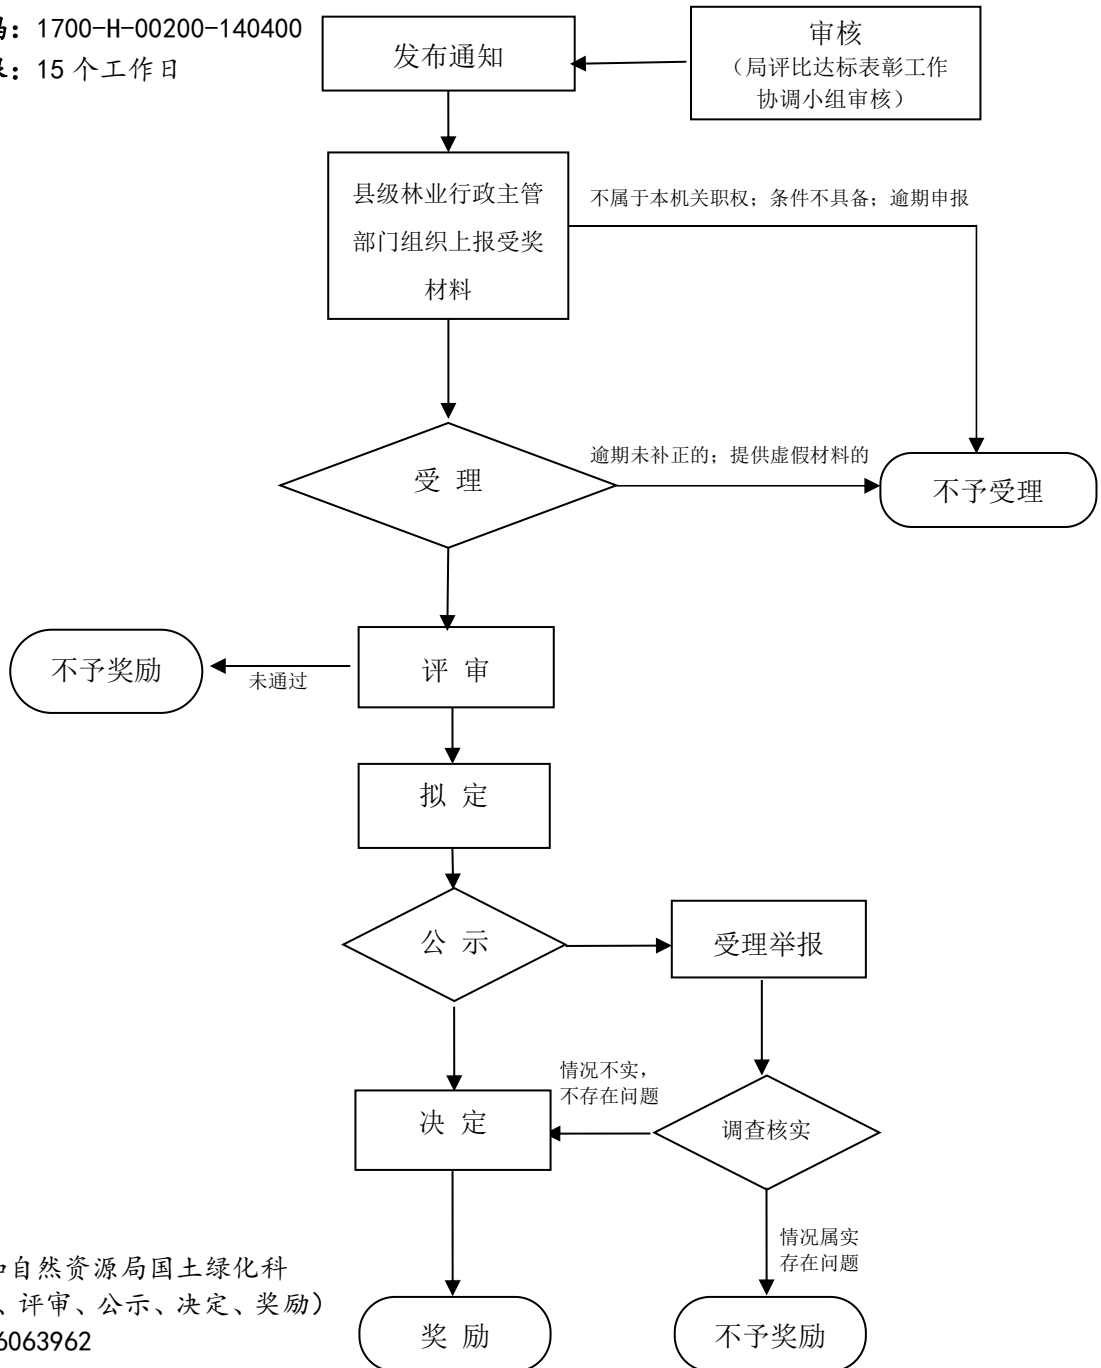 ：1700-H-00200-140400
：15个工作日
发布通知
审核
（局评比达标表彰工作
协调小组审核）
县级林业行政主管
部门组织上报受奖
材料
不属于本机关职权；条件不具备；逾期申报
受 理
逾期未补正的；提供虚假材料的
不予受理
不予奖励
未通过
评 审
拟 定
公 示
受理举报
情况不实，
不存在问题
决 定
调查核实
情况属实
存在问题
自然资源局国土绿化科
、评审、公示、决定、奖励）
6063962
奖 励
不予奖励